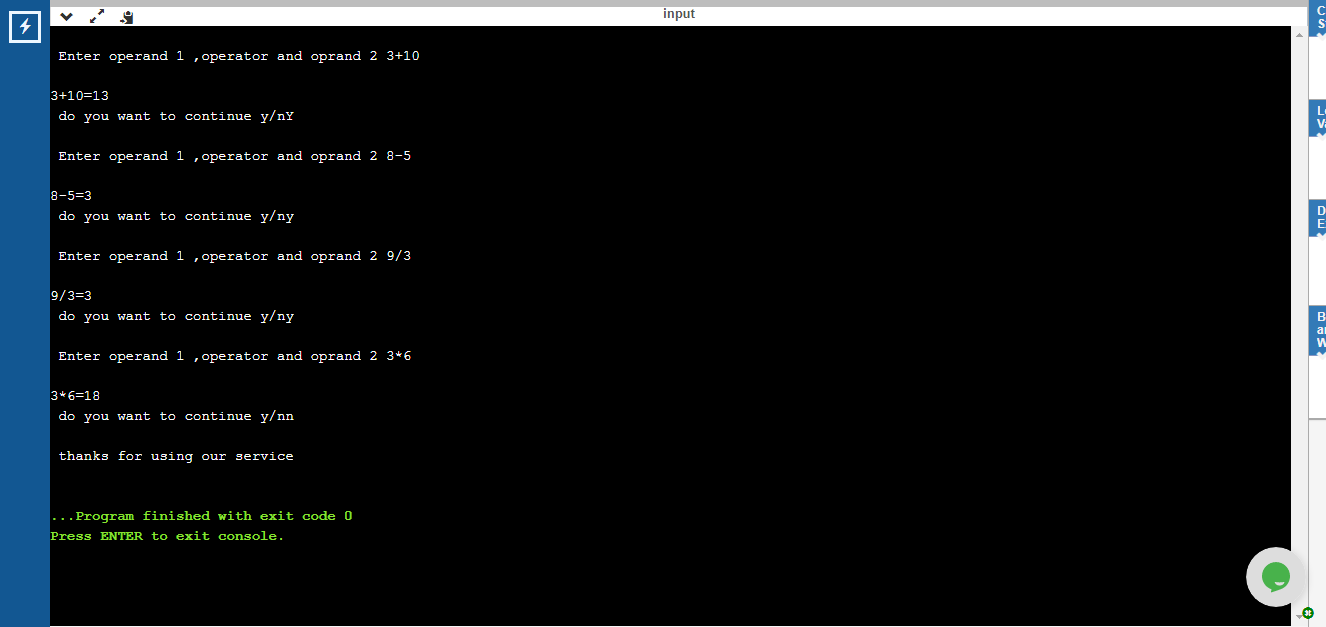 input
Enter operand 1 ,operator and oprand 2 3+10
3+10=13
do you want to continue y/nY
Enter operand 1 ,operator and oprand 2 8-5
8-5=3
do you want to continue y/ny
Enter operand 1 ,operator and oprand 2 9/3
9/3=3
do you want to continue y/ny
Enter operand 1 ,operator and oprand 2 3*6
3*6=18
do you want to continue y/nn
thanks for using our service
...Program finished with exit code 0
Press ENTER to exit console.